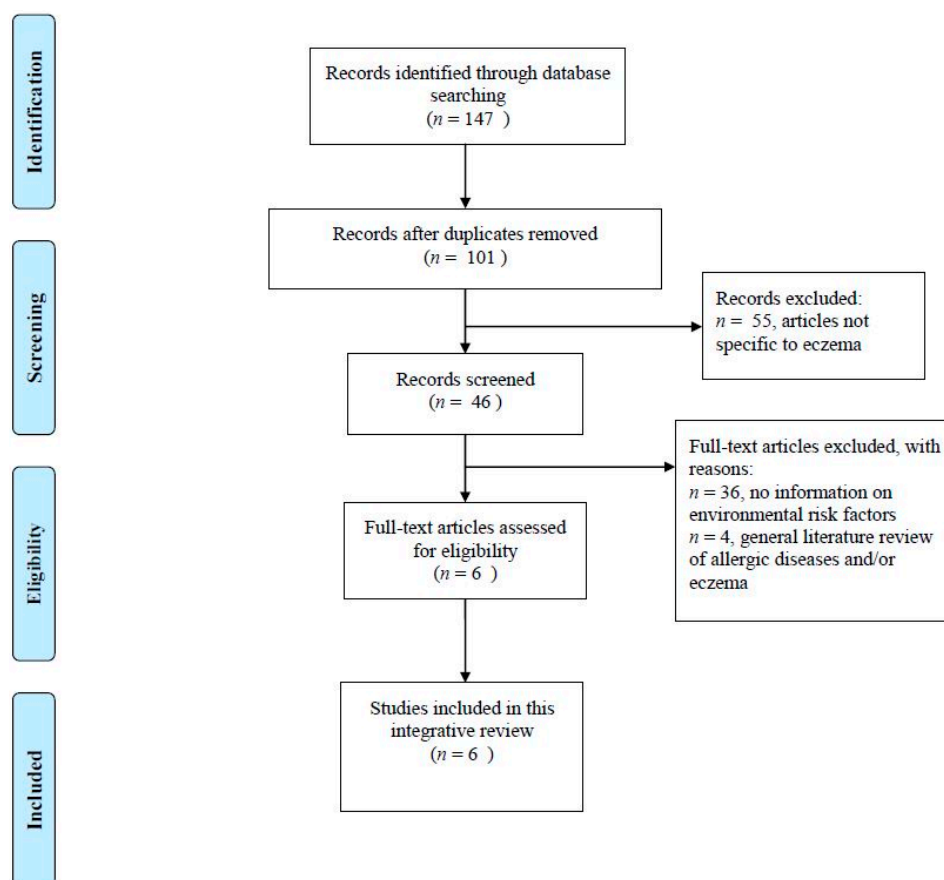 Identification
Records identified through database
searching
(n = 147 )
Records after duplicates removed
(n = 101 )
Screening
Records excluded:
n = 55, articles not
specific to eczema
Records screened
(n = 46 )
Full-text articles excluded, with
reasons:
n = 36, no information on
environmental risk factors
n = 4, general literature review
of allergic diseases and/or
eczema
Eligibility
Full-text articles assessed
for eligibility
(n = 6 )
Included
Studies included in this
integrative review
(n = 6 )